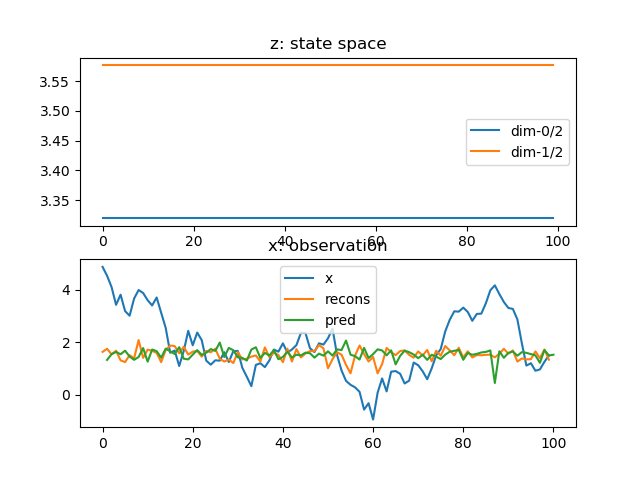 z: state space
3.55
3.50
3.45
3.40
3.35
dim-0/2
dim-1/2
0 20 40 60 80 100
x: observation
4
2
0
x
recons
pred
0 20 40 60 80 100